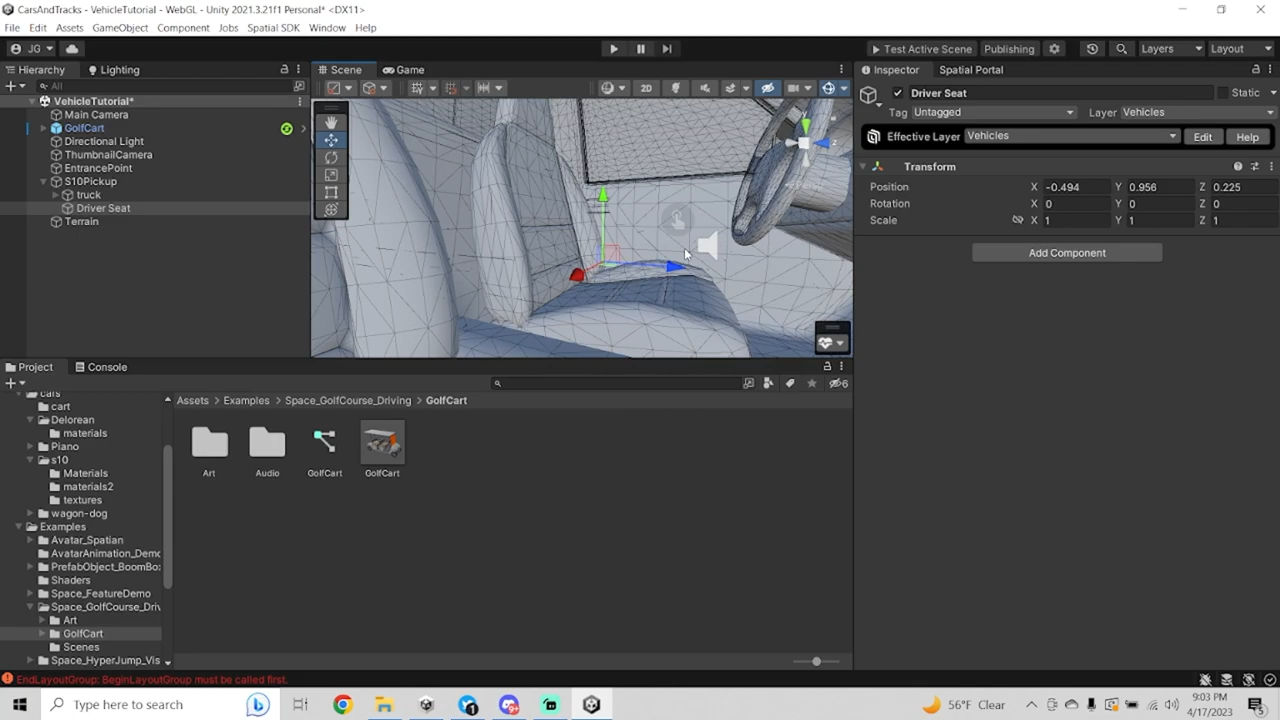 CarsAndTracks - VehicleTutorial - WebGL - Unity 2021.3.21f1 Personal* <DX11>
File Edit Assets GameObject Component Jobs Spatial SDK Window Help
JG Test Active Scene Publishing Layers Layout
Hierarchy Lighting Scene Game Inspector Spatial Portal
All 2D Driver Seat Static
VehicleTutorial*
Main Camera Tag Untagged Layer Vehicles
GolfCart
Directional Light Effective Layer Vehicles Edit Help
ThumbnailCamera
EntrancePoint Transform
S10Pickup Position X -0.494 Y 0.956 Z 0.225
truck Rotation X 0 Y 0 Z 0
Driver Seat Scale X 1 Y 1 Z 1
Terrain
Add Component
Project Console
6
cars Assets > Examples > Space_GolfCourse_Driving > GolfCart
cart
Delorean
materials
Piano
s10
Materials Art Audio GolfCart GolfCart
materials2
textures
wagon-dog
Examples
Avatar_Spatian
AvatarAnimation_Demo
PrefabObject_BoomBo
Shaders
Space_FeatureDemo
Space_GolfCourse_Driv
Art
GolfCart
Scenes
Space_HyperJump_Vis
EndLayoutGroup: BeginLayoutGroup must be called first.
Type here to search 56°F Clear 9:03 PM
4/17/2023